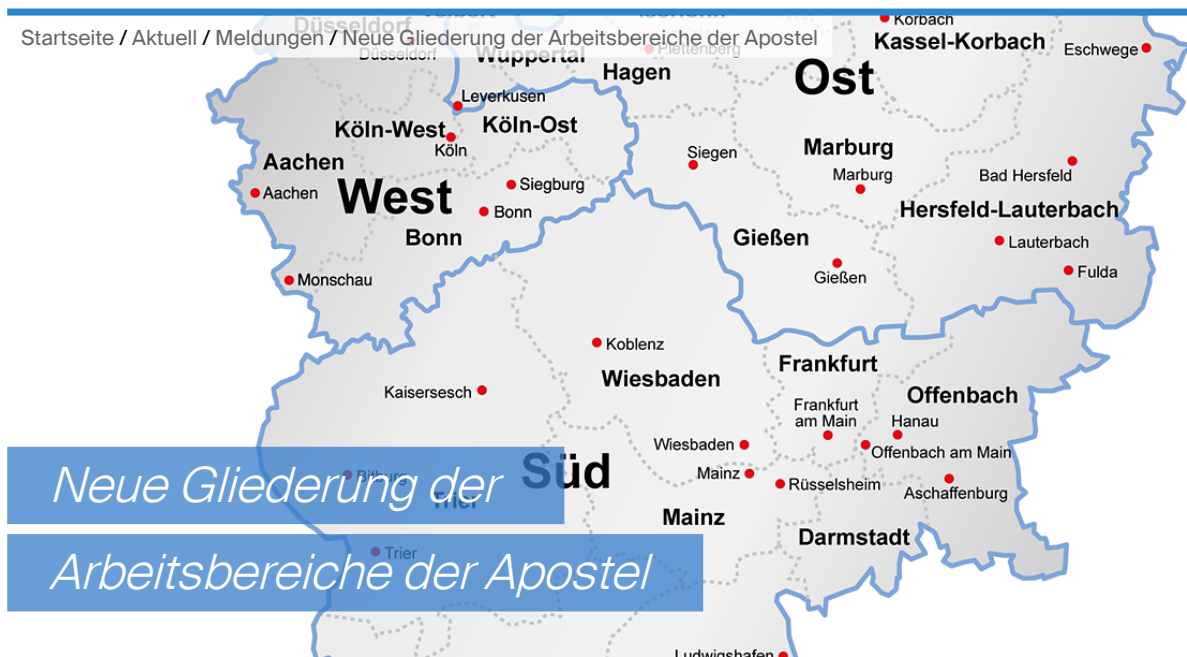 Düsseldorf
Startseite / Aktuell / Meldungen / Neue Gliederung der Arbeitsbereiche der Apostel
Korbach
Kassel-Korbach
Eschwege
Düsseldorf
Wuppertal
Plettenberg
Hagen
Ost
Leverkusen
Köln-West
Köln-Ost
Köln
Aachen
Aachen
West
Siegburg
Bonn
Bonn
Monschau
Siegen
Marburg
Marburg
Bad Hersfeld
Hersfeld-Lauterbach
Gießen
Gießen
Lauterbach
Fulda
Koblenz
Wiesbaden
Kaisersesch
Frankfurt
Offenbach
Frankfurt
am Main
Hanau
Wiesbaden
Offenbach am Main
Süd
Mainz
Rüsselsheim
Aschaffenburg
Bitburg
Neue Gliederung der
Trier
Mainz
Darmstadt
Trier
Arbeitsbereiche der Apostel
Ludwigshafen